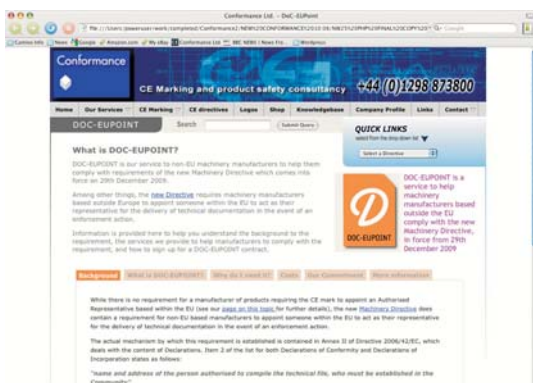 Conformance Ltd. - DoC-EUPoint
Conformance
CE Marking and product safety consultancy
+44 (0)1298 873800
Home Our Services CE Marking CE directives Logos Shop Knowledgebase Company Profile Links Contact
DOC-EUPOINT Search Submit Query
QUICK LINKS
select from the drop down list
Select a Directive
What is DOC-EUPOINT?
DOC-EUPOINT is our service to non-EU machinery manufacturers to help them
comply with requirements of the new Machinery Directive which comes into
force on 29th December 2009.
Among other things, the new Directive requires machinery manufacturers
based outside Europe to appoint someone within the EU to act as their
representative for the delivery of technical documentation in the event of an
enforcement action.
Information is provided here to help you understand the background to the
requirement, the services we provide to help manufacturers to comply with the
requirement, and how to sign up for a DOC-EUPOINT contract.
DOC-EUPOINT
DOC-EUPOINT is a
service to help
machinery
manufacturers based
outside the EU
comply with the new
Machinery Directive,
in force from 29th
December 2009
Background What is DOC-EUPOINT? Why do I need it? Costs Our Commitment More information
While there is no requirement for a manufacturer of products requiring the CE mark to appoint an Authorised
Representative based within the EU (see our page on this topic for further details), the new Machinery Directive does
contain a requirement for non-EU based manufacturers to appoint someone within the EU to act as their representative
for the delivery of technical documentation in the event of an enforcement action.
The actual mechanism by which this requirement is established is contained in Annex II of Directive 2006/42/EC, which
deals with the content of Declarations. Item 2 of the list for both Declarations of Conformity and Declarations of
Incorporation states as follows:
"name and address of the person authorised to compile the technical file, who must be established in the
Community"